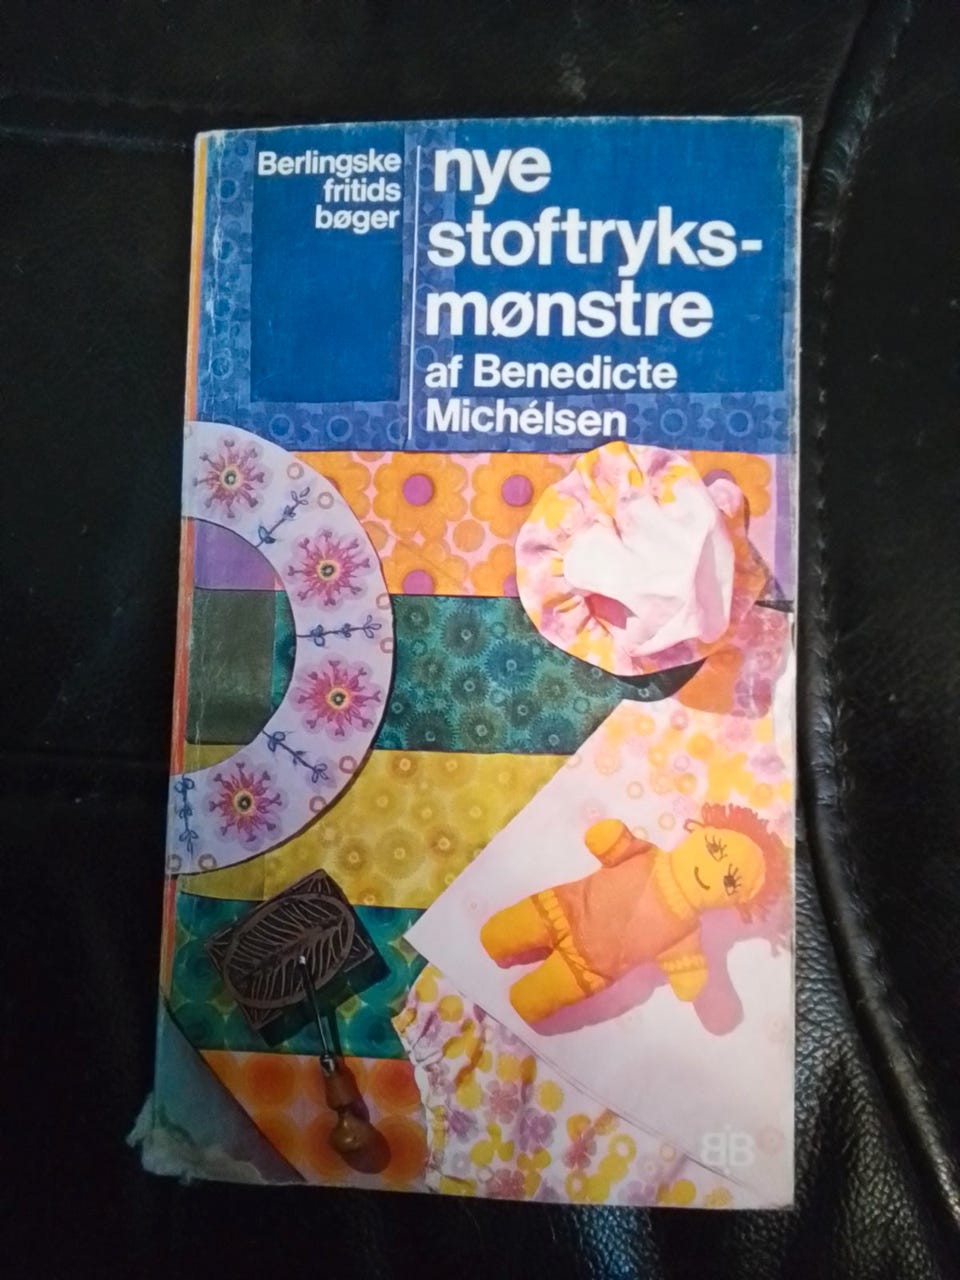 Berlingske
fritids
bøger
nye
stoftryks-
mønstre
af Benedicte
Michélsen
BB